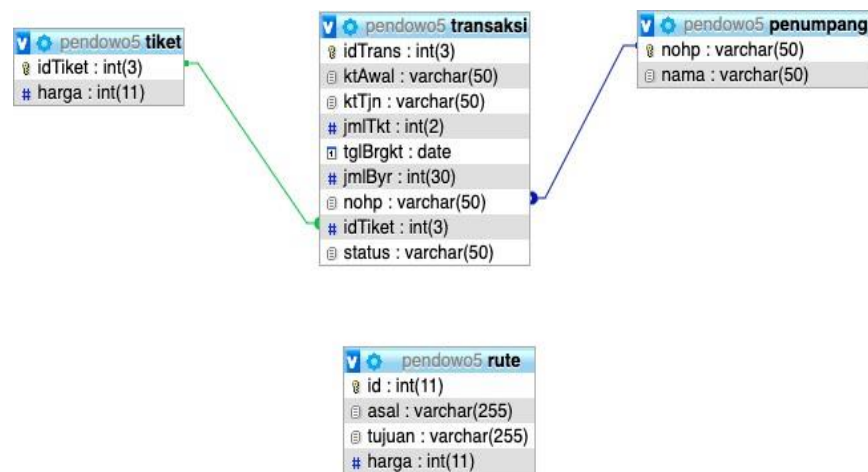 pendowo5 tiket
idTiket : int(3)
# harga : int(11)
pendowo5 transaksi
idTrans : int(3)
ktAwal : varchar(50)
ktTjn : varchar(50)
# jmlTkt : int(2)
tglBrgkt : date
# jmlByr : int(30)
nohp : varchar(50)
# idTiket : int(3)
status : varchar(50)
pendowo5 penumpang
nohp : varchar(50)
nama : varchar(50)
pendowo5 rute
id : int(11)
asal : varchar(255)
tujuan : varchar(255)
# harga : int(11)